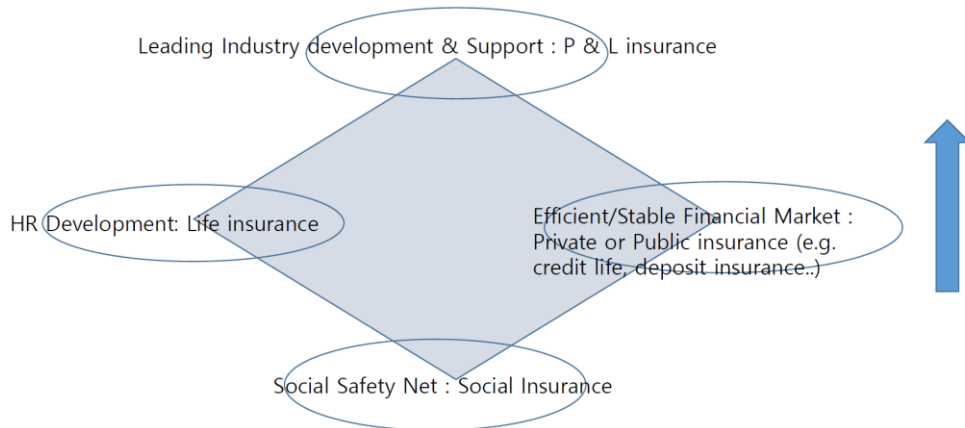 Leading Industry development & Support : P & L insurance
HR Development: Life insurance
Efficient/Stable Financial Market :
Private or Public insurance (e.g.
credit life, deposit insurance..)
Social Safety Net : Social Insurance